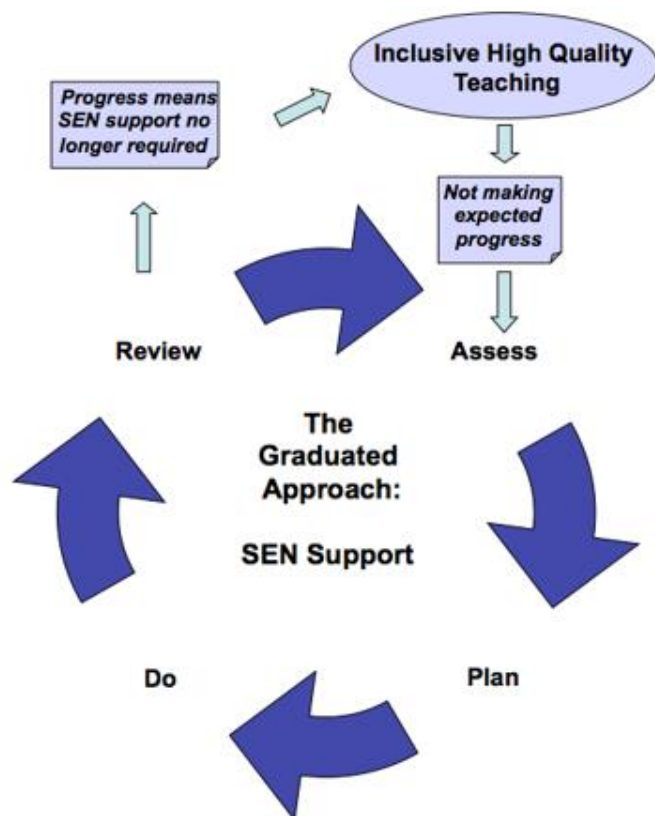 Inclusive High Quality
Teaching
Progress means
SEN support no
longer required
Not making
expected
progress
Review
Assess
The
Graduated
Approach:
SEN Support
Do
Plan